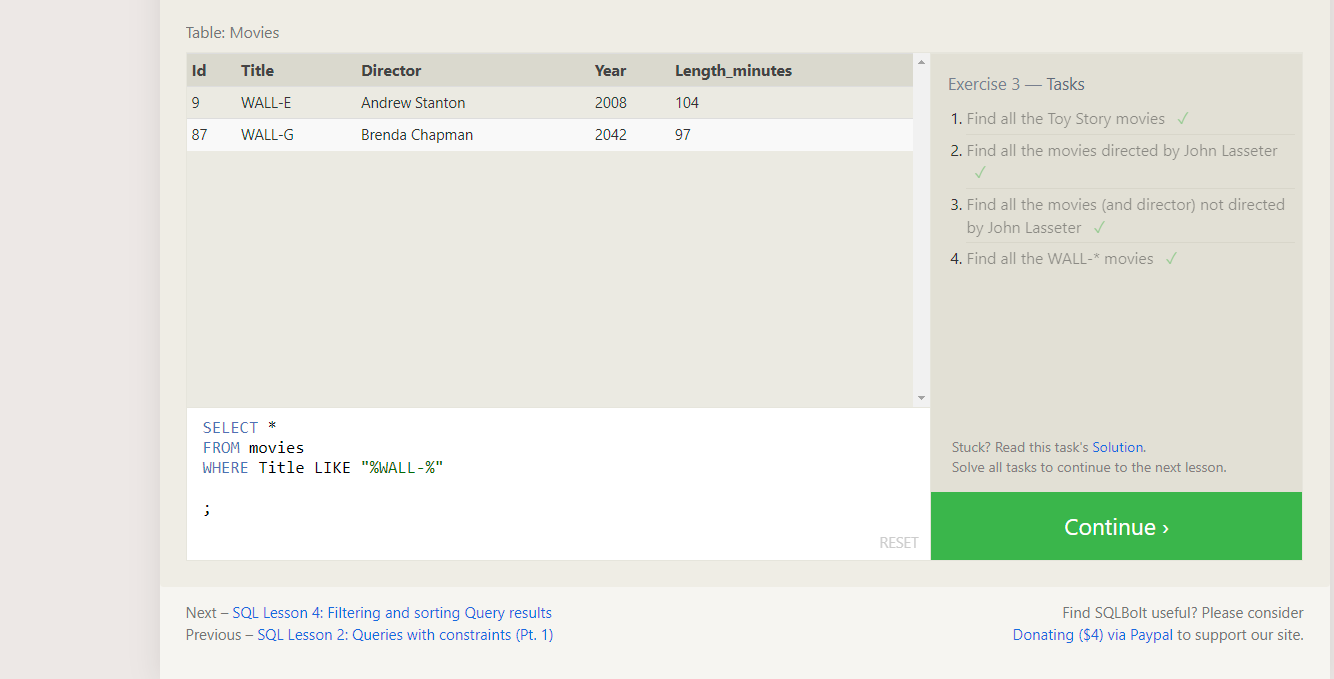 Table: Movies
Id Title Director Year Length_minutes
9 WALL-E Andrew Stanton 2008 104
87 WALL-G Brenda Chapman 2042 97
SELECT *
FROM movies
WHERE Title LIKE "%WALL-%"
;
RESET
Exercise 3 — Tasks
1. Find all the Toy Story movies ✓
2. Find all the movies directed by John Lasseter
✓
3. Find all the movies (and director) not directed
by John Lasseter ✓
4. Find all the WALL-* movies ✓
Stuck? Read this task's Solution.
Solve all tasks to continue to the next lesson.
Continue ›
Next – SQL Lesson 4: Filtering and sorting Query results
Previous – SQL Lesson 2: Queries with constraints (Pt. 1)
Find SQLBolt useful? Please consider
Donating ($4) via Paypal to support our site.